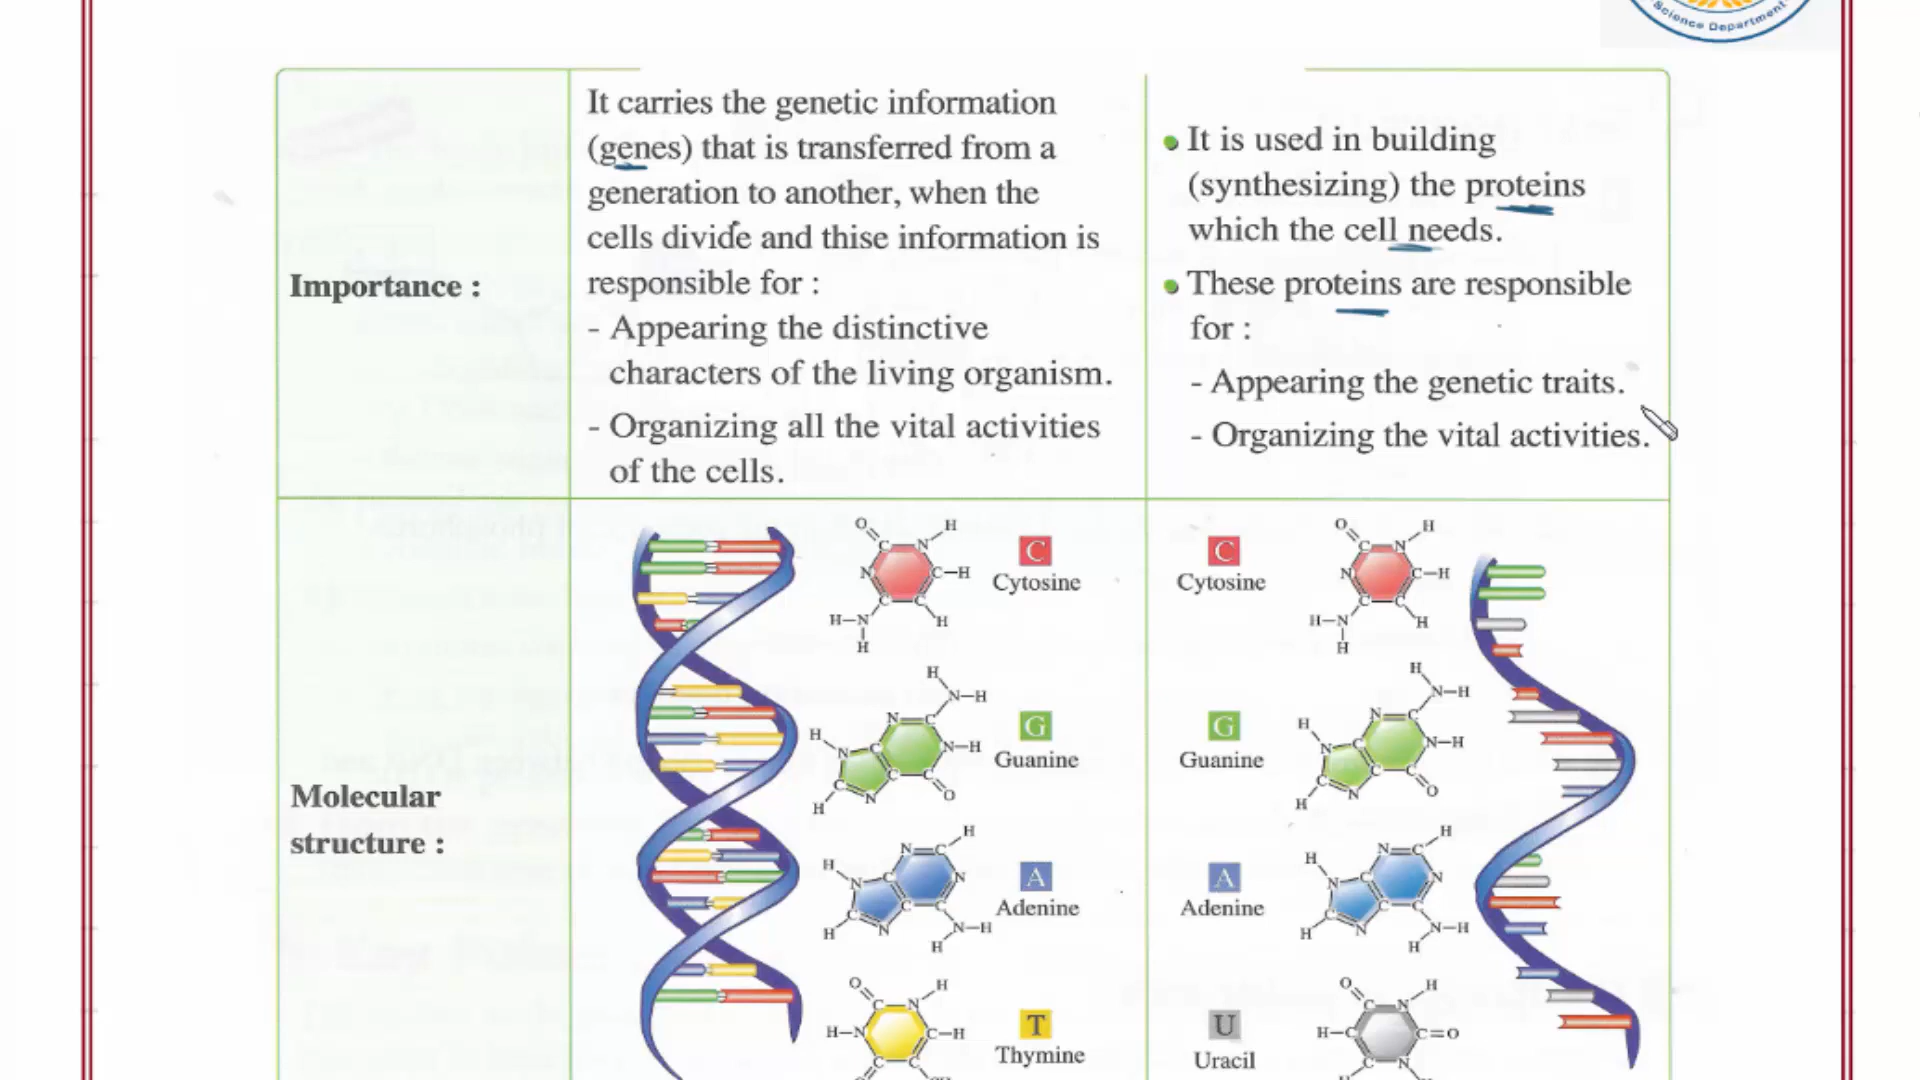 Science Department
It carries the genetic information
(genes) that is transferred from a
generation to another, when the
cells divide and thise information is
responsible for :
- Appearing the distinctive
characters of the living organism.
- Organizing all the vital activities
of the cells.
Importance :
• It is used in building
(synthesizing) the proteins
which the cell needs.
• These proteins are responsible
for :
- Appearing the genetic traits.
- Organizing the vital activities.
Molecular
structure :
C
Cytosine
G
Guanine
A
Adenine
T
Thymine
C
Cytosine
G
Guanine
A
Adenine
U
Uracil